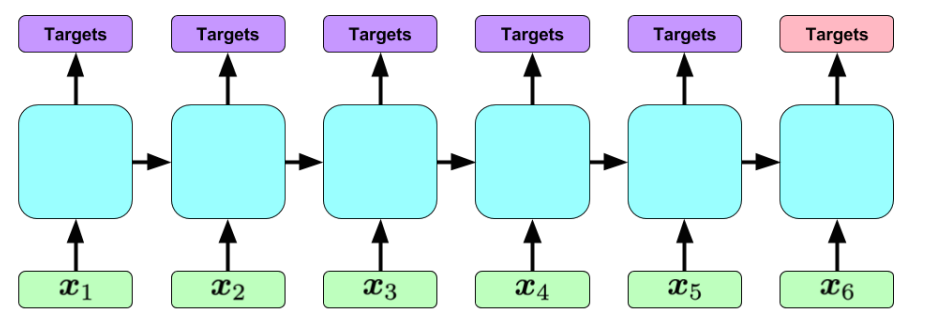 Targets Targets Targets Targets Targets Targets
x₁ x₂ x₃ x₄ x₅ x₆